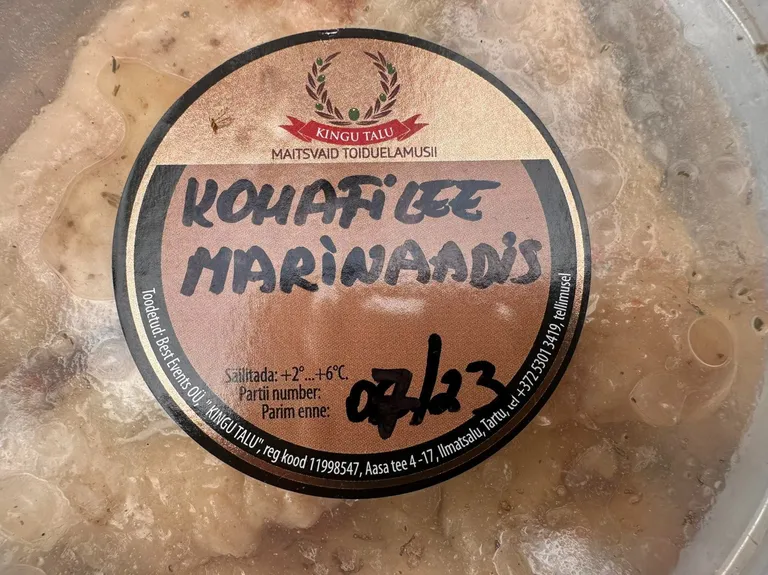 KINGU TALU
MAITSVAID TOIDUELAMUSI!
KOHAFiLEE
MARiNAADiS
Säilitada: +2°...+6°C.
Partii number:
Parim enne: 07/23
Toodetud: Best Events OÜ, "KINGU TALU", reg kood 11998547, Aasa tee 4 -17, Ilmatsalu, Tartu, tel +372 5301 3419, tellimusel